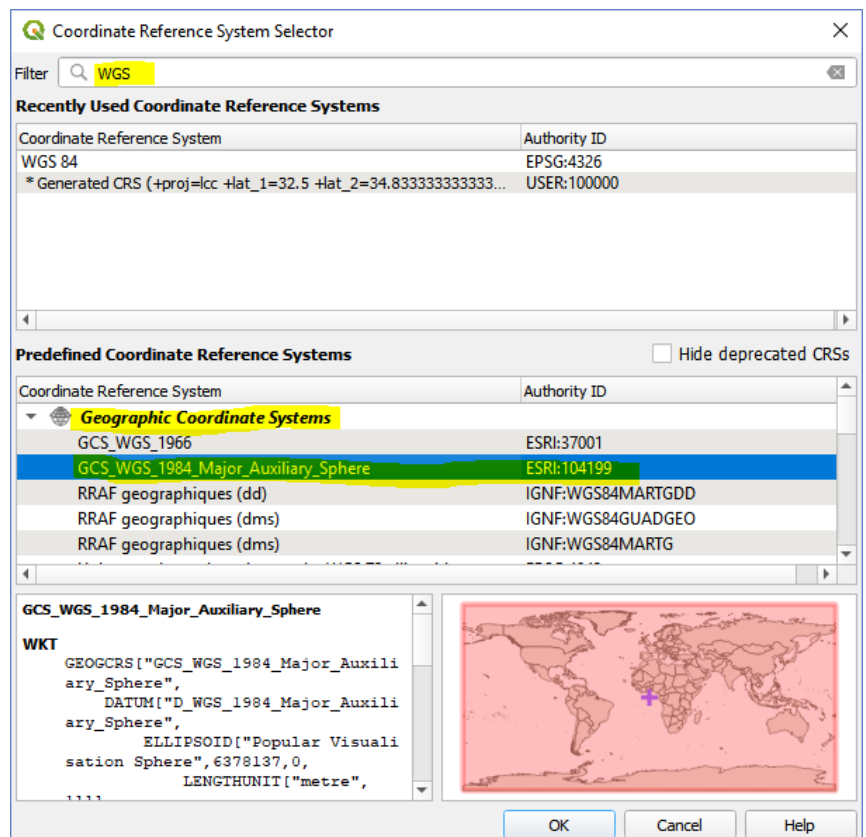 Coordinate Reference System Selector
Filter WGS
Recently Used Coordinate Reference Systems
Coordinate Reference System Authority ID
WGS 84 EPSG:4326
* Generated CRS (+proj=lcc +lat_1=32.5 +lat_2=34.833333333333... USER:100000
Predefined Coordinate Reference Systems Hide deprecated CRSs
Coordinate Reference System Authority ID
Geographic Coordinate Systems
GCS_WGS_1966 ESRI:37001
GCS_WGS_1984_Major_Auxiliary_Sphere ESRI:104199
RRAF geographiques (dd) IGNF:WGS84MARTGDD
RRAF geographiques (dms) IGNF:WGS84GUADGEO
RRAF geographiques (dms) IGNF:WGS84MARTG
GCS_WGS_1984_Major_Auxiliary_Sphere
WKT
GEOGCRS["GCS_WGS_1984_Major_Auxili
ary_Sphere",
DATUM["D_WGS_1984_Major_Auxili
ary_Sphere",
ELLIPSOID["Popular Visuali
sation Sphere",6378137,0,
LENGTHUNIT["metre",
OK Cancel Help